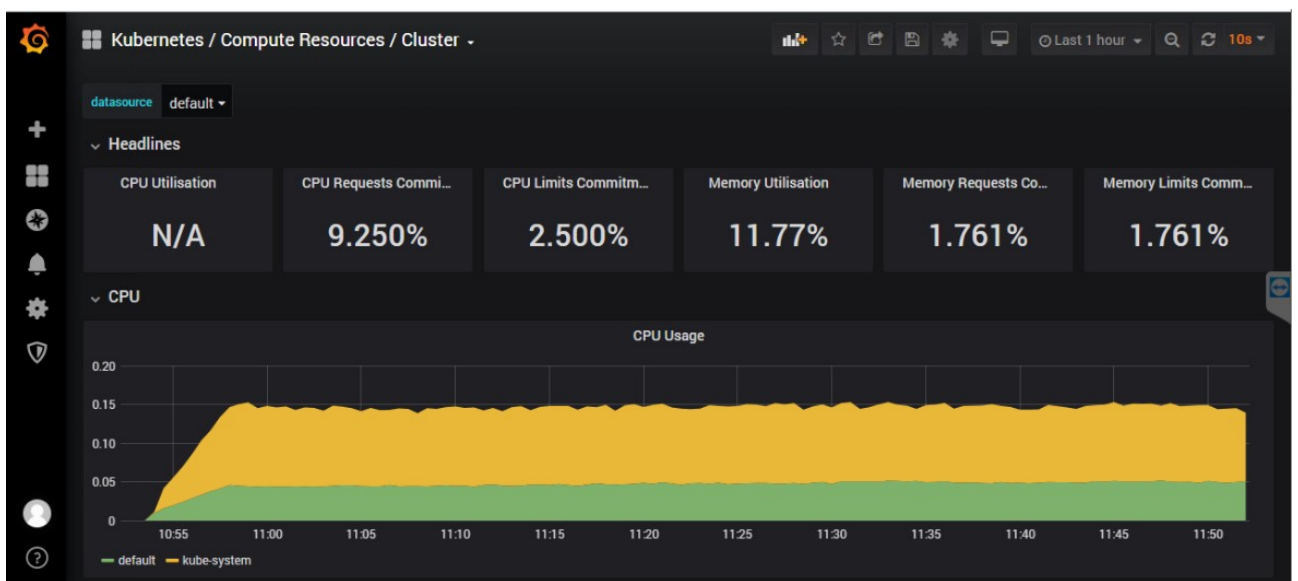 Kubernetes / Compute Resources / Cluster
Last 1 hour
10s
datasource default
Headlines
CPU Utilisation
N/A
CPU Requests Commi...
9.250%
CPU Limits Commitm...
2.500%
Memory Utilisation
11.77%
Memory Requests Co...
1.761%
Memory Limits Comm...
1.761%
CPU
CPU Usage
0.20
0.15
0.10
0.05
0
10:55 11:00 11:05 11:10 11:15 11:20 11:25 11:30 11:35 11:40 11:45 11:50
default kube-system